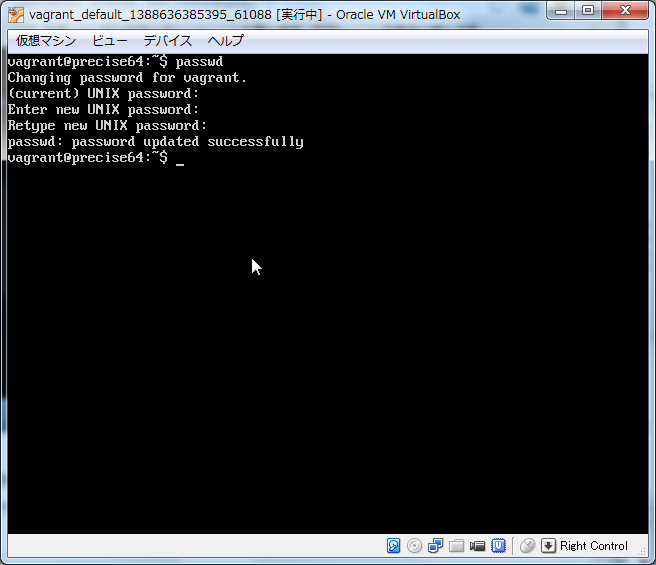 vagrant_default_1388636385395_61088 [実行中] - Oracle VM VirtualBox
仮想マシン ビュー デバイス ヘルプ
vagrant@precise64:~$ passwd
Changing password for vagrant.
(current) UNIX password:
Enter new UNIX password:
Retype new UNIX password:
passwd: password updated successfully
vagrant@precise64:~$ _
Right Control